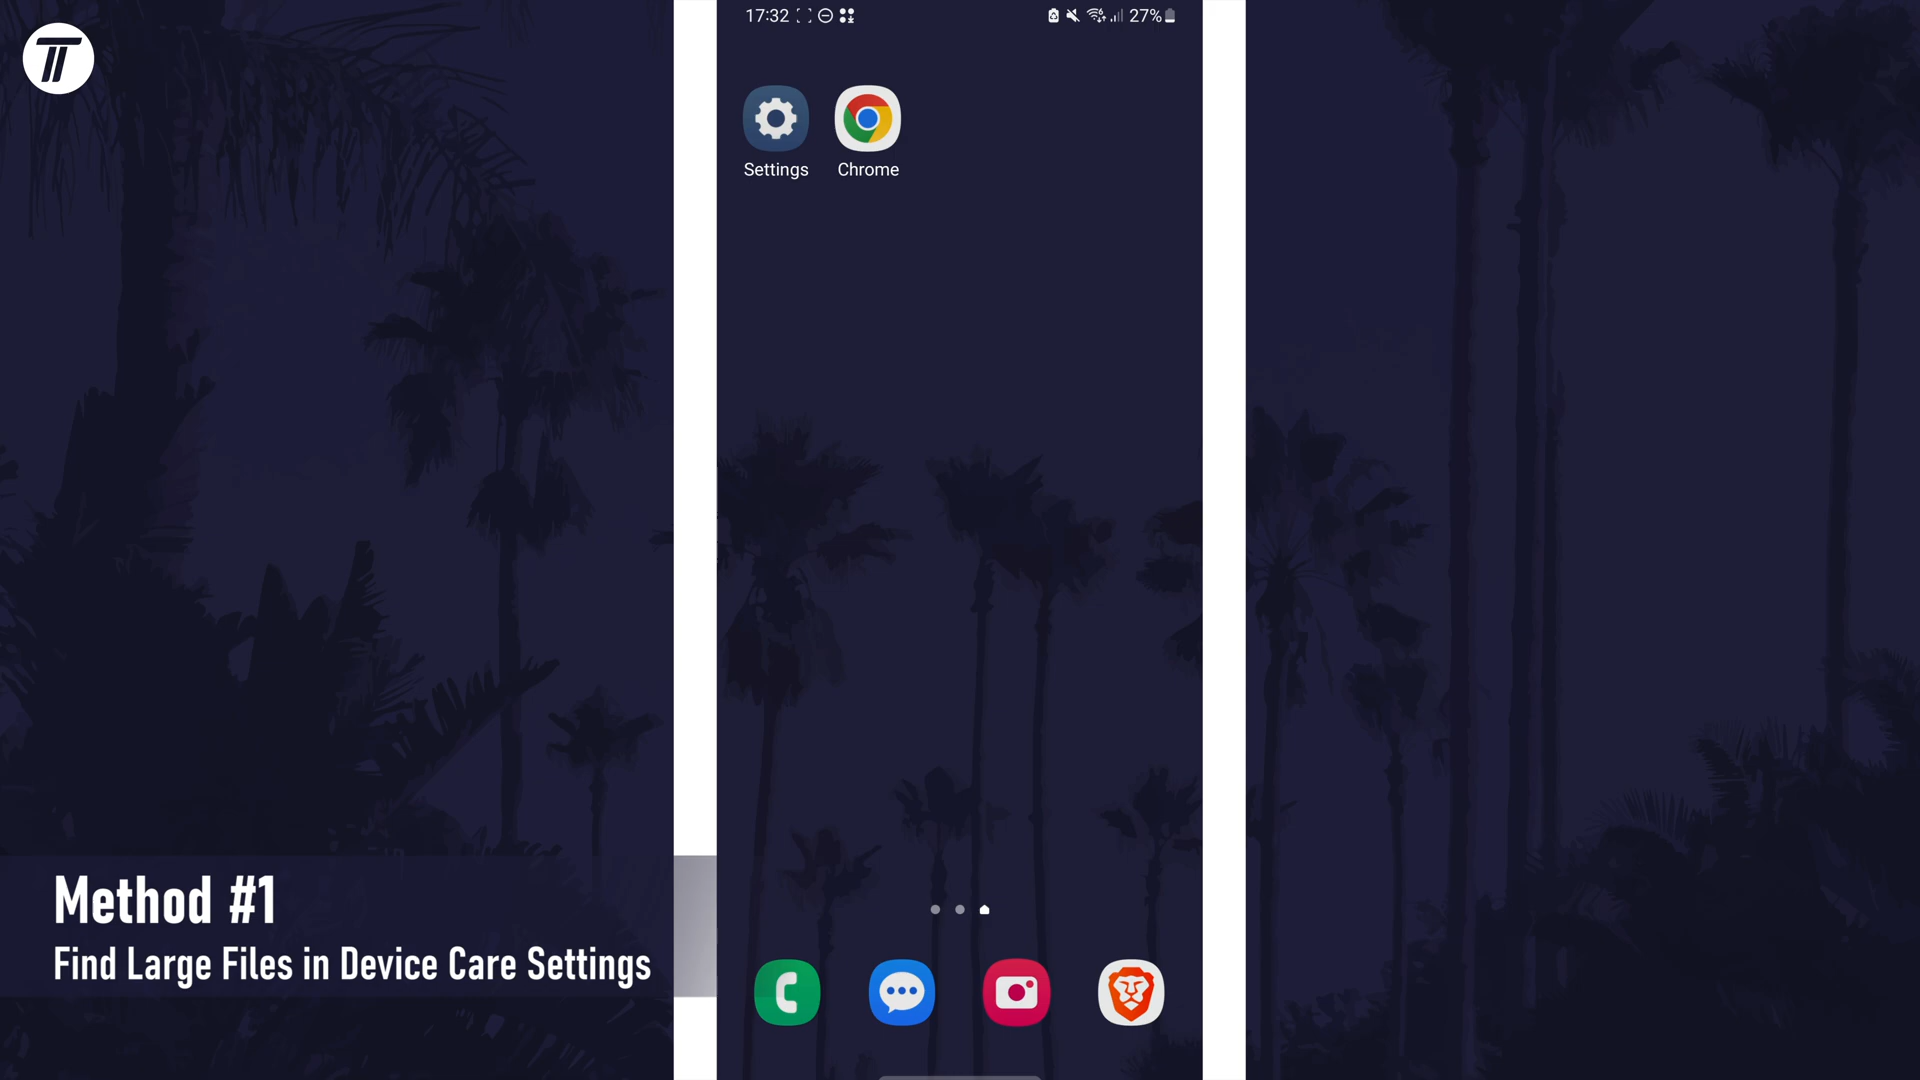 17:32
27%
Settings
Chrome
Method #1
Find Large Files in Device Care Settings